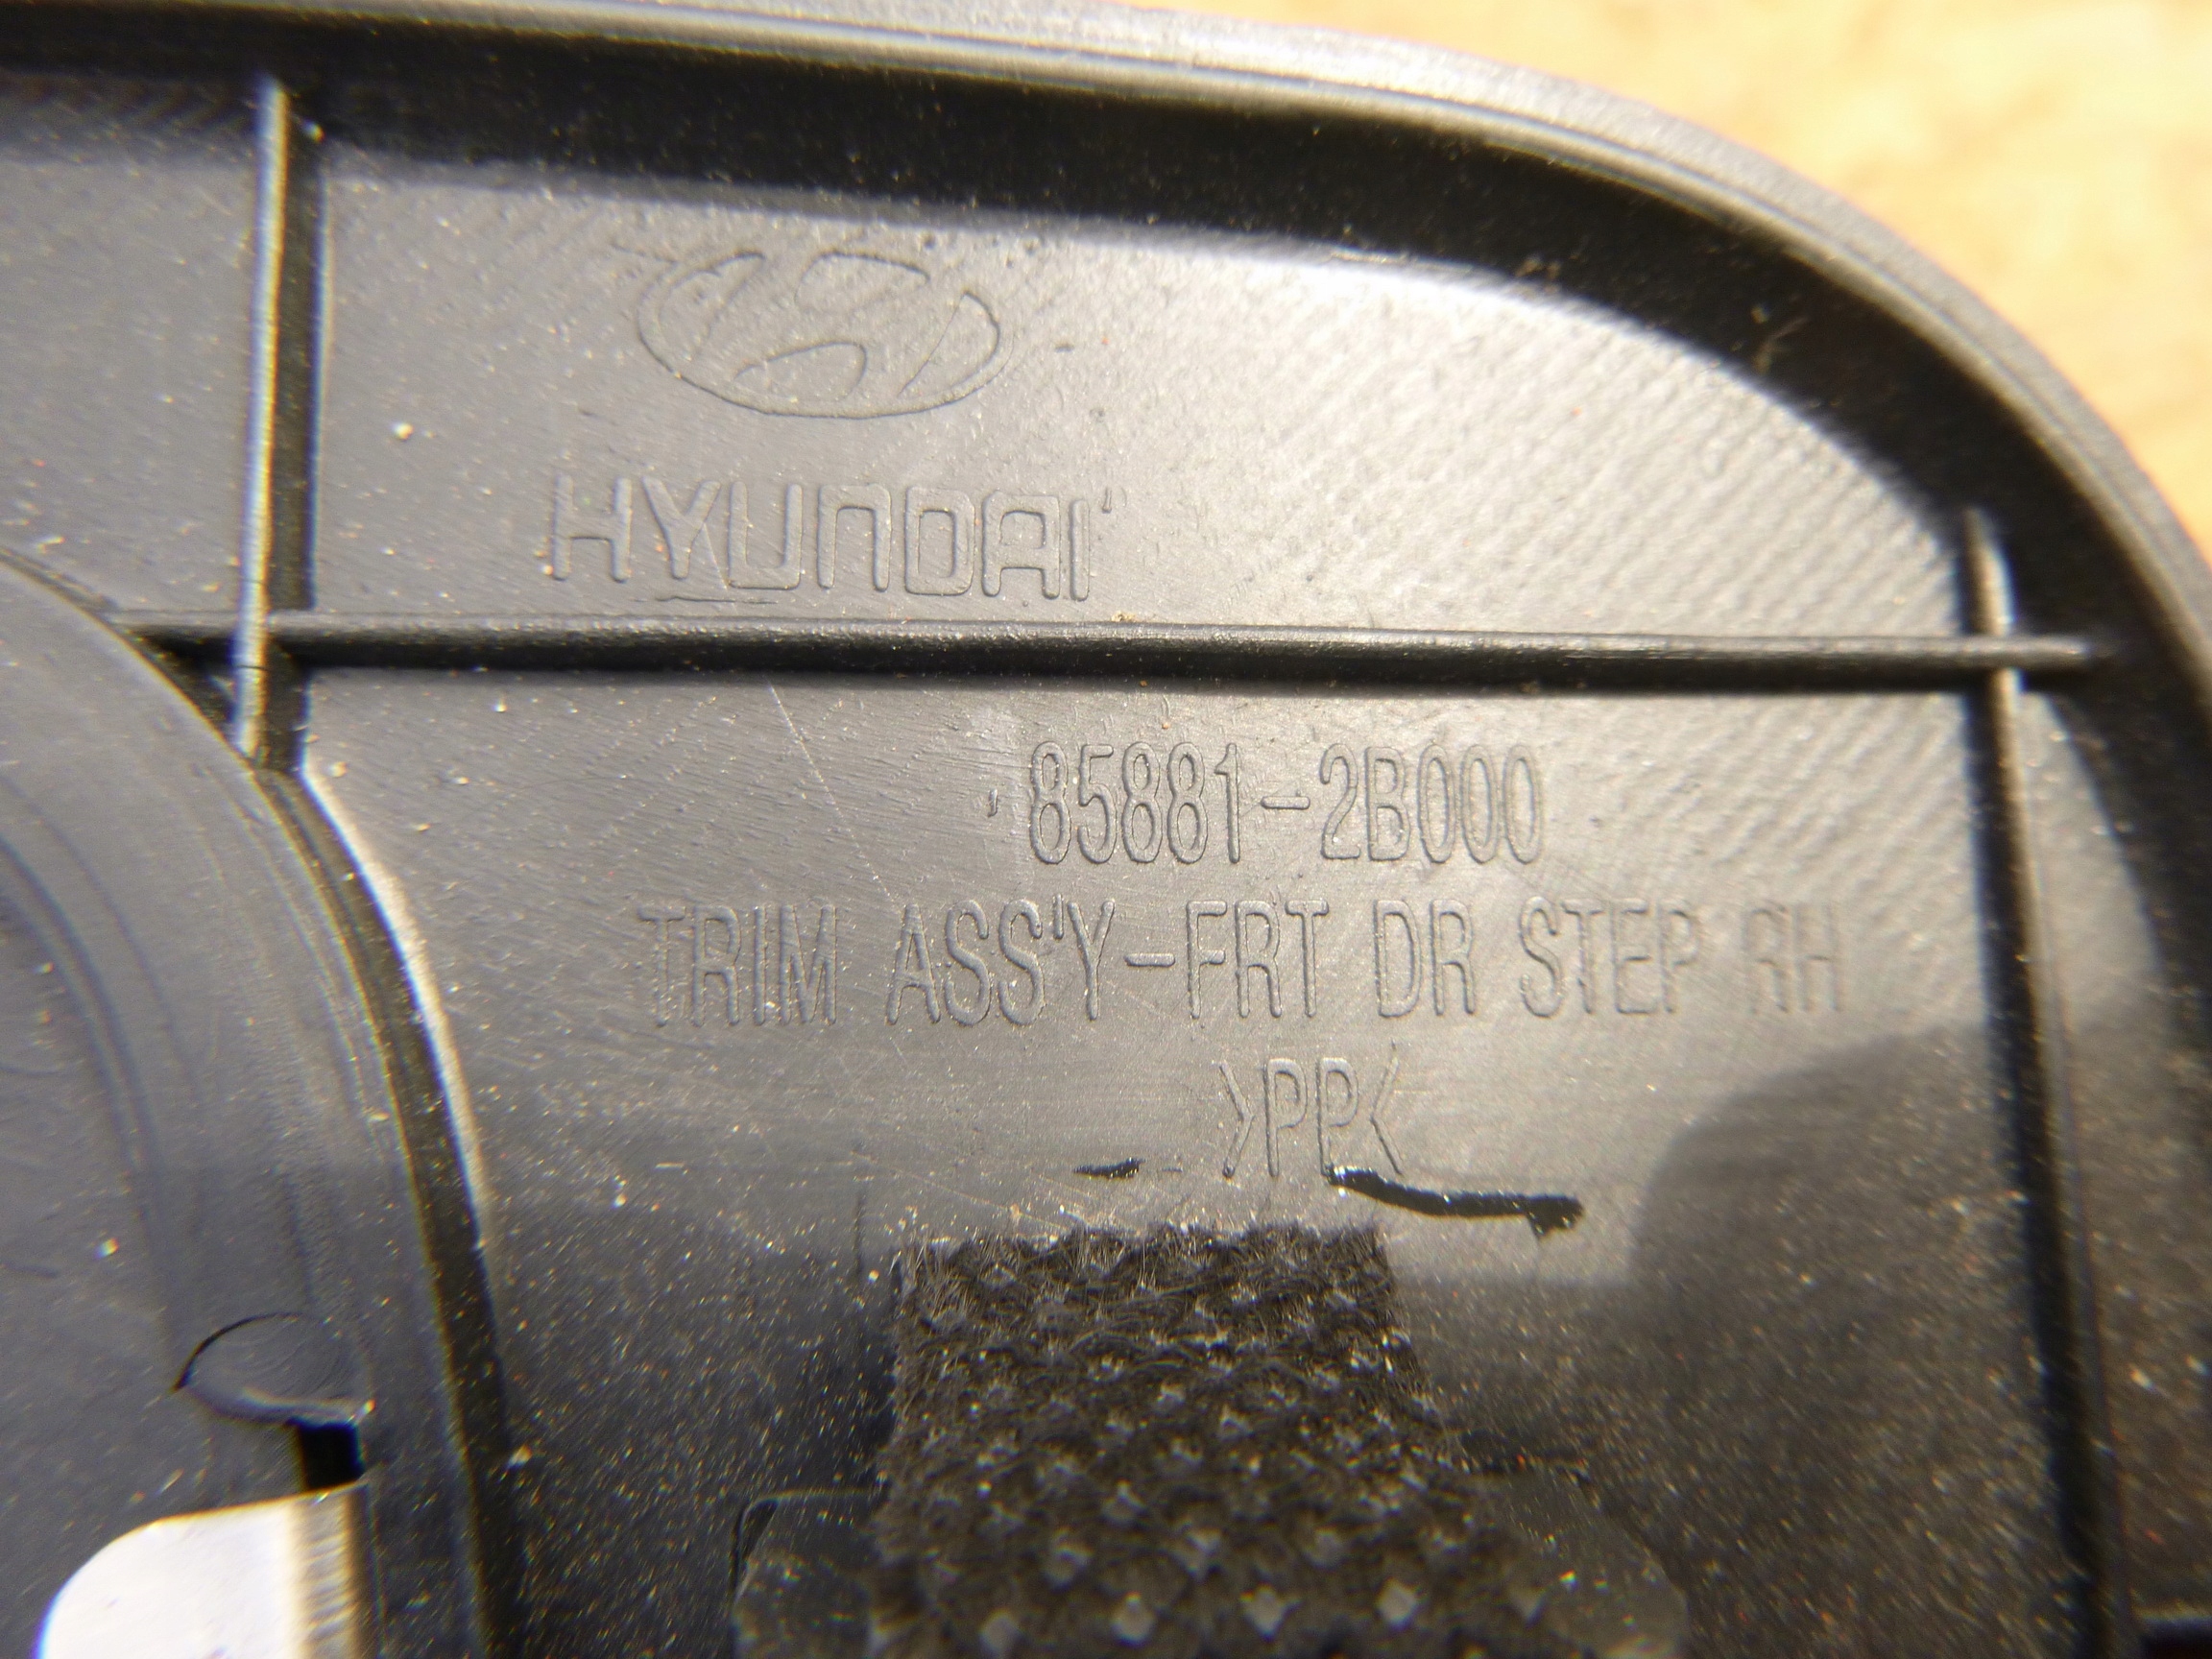 HYUNDAI
85881-2B000
TRIM ASS'Y-FRT DR STEP RH
>PP<